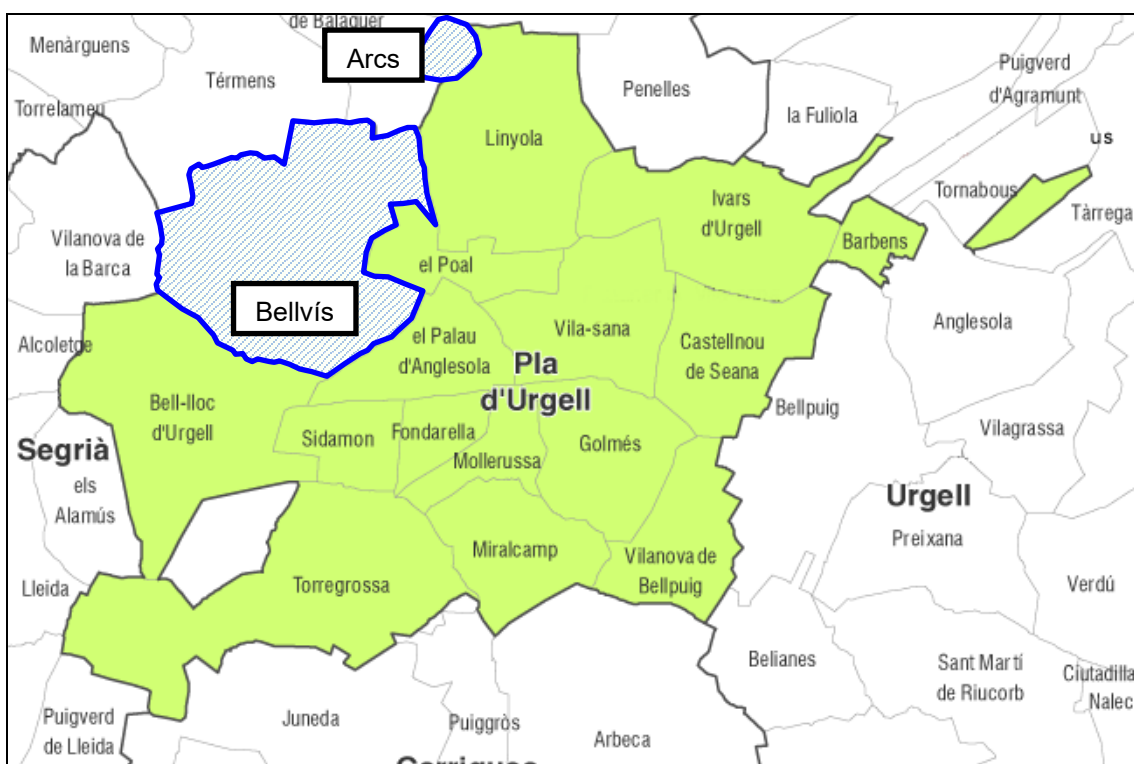 de Balaguer
Menàrguens
Arcs
Térmens
Puigverd
d'Agramunt
Penelles
Torrelameu
la Fuliola
Linyola
us
Tornabous
Ivars
d'Urgell
Tàrrega
Vilanova de
la Barca
Barbens
el Poal
Bellvís
Anglesola
Vila-sana
Alcoletge
el Palau
d'Anglesola
Castellnou
de Seana
Pla
d'Urgell
Bell-lloc
d'Urgell
Bellpuig
Vilagrassa
Sidamon
Fondarella
Golmés
Segrià
Mollerussa
els
Alamús
Urgell
Preixana
Miralcamp
Vilanova de
Bellpuig
Lleida
Torregrossa
Verdú
Belianes
Sant Martí
de Riucorb
Ciutadilla
Nalec
Puigverd
de Lleida
Juneda
Puiggròs
Arbeca
Garrigues